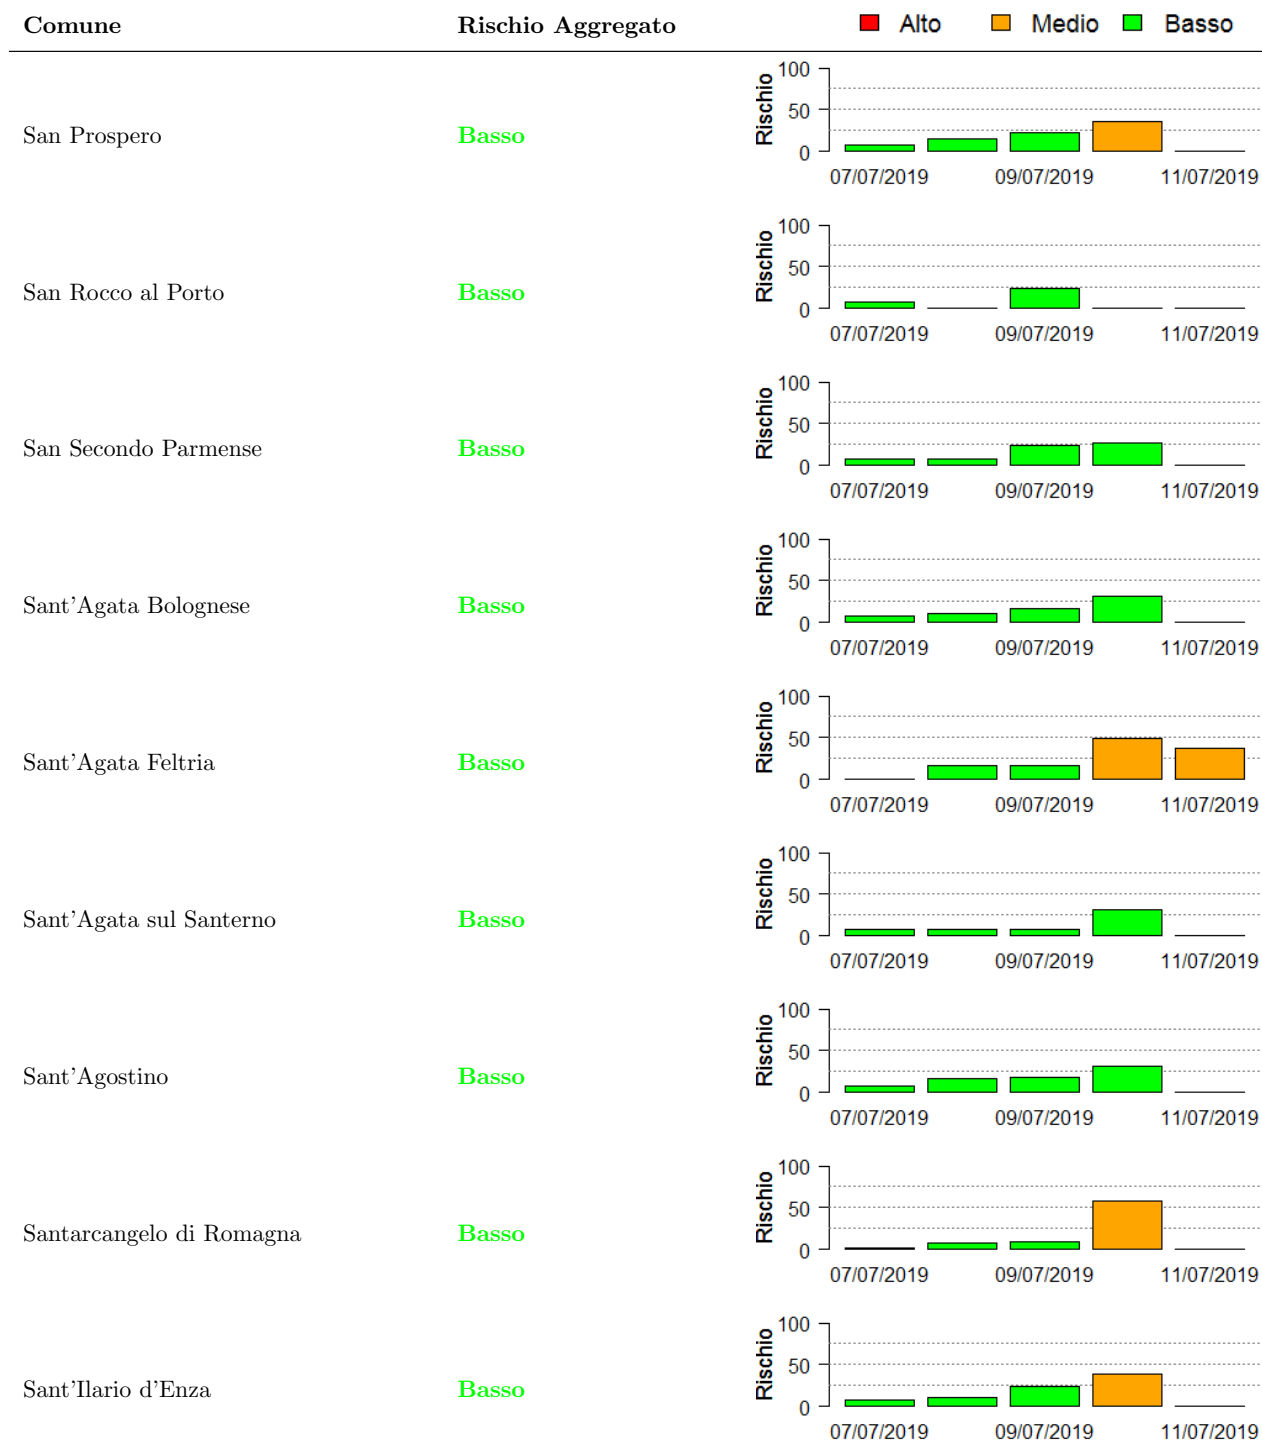 Comune Rischio Aggregato Alto Medio Basso
San Prospero Basso Rischio 100 50 0
07/07/2019 09/07/2019 11/07/2019
San Rocco al Porto Basso Rischio 100 50 0
07/07/2019 09/07/2019 11/07/2019
San Secondo Parmense Basso Rischio 100 50 0
07/07/2019 09/07/2019 11/07/2019
Sant'Agata Bolognese Basso Rischio 100 50 0
07/07/2019 09/07/2019 11/07/2019
Sant'Agata Feltria Basso Rischio 100 50 0
07/07/2019 09/07/2019 11/07/2019
Sant'Agata sul Santerno Basso Rischio 100 50 0
07/07/2019 09/07/2019 11/07/2019
Sant'Agostino Basso Rischio 100 50 0
07/07/2019 09/07/2019 11/07/2019
Santarcangelo di Romagna Basso Rischio 100 50 0
07/07/2019 09/07/2019 11/07/2019
Sant'Ilario d'Enza Basso Rischio 100 50 0
07/07/2019 09/07/2019 11/07/2019